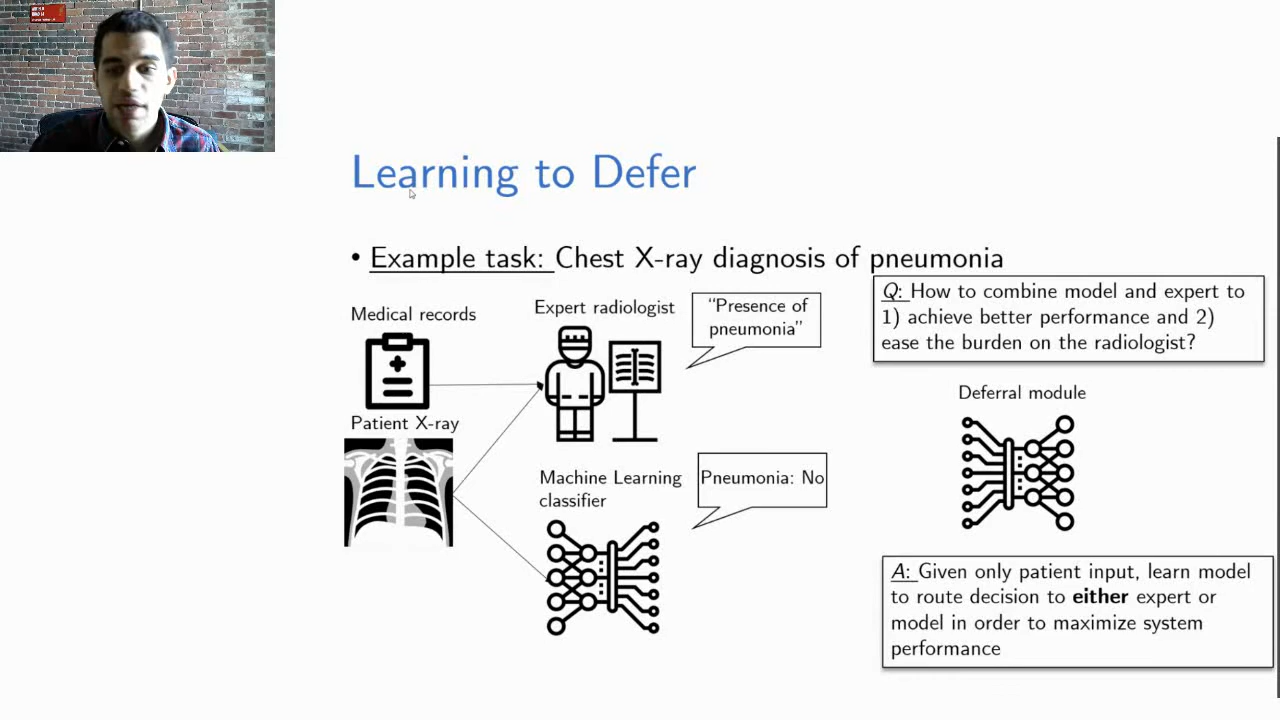 Learning to Defer
• Example task: Chest X-ray diagnosis of pneumonia
Medical records
Patient X-ray
Expert radiologist
“Presence of
pneumonia”
Machine Learning
classifier
Pneumonia: No
Q: How to combine model and expert to
1) achieve better performance and 2)
ease the burden on the radiologist?
Deferral module
A: Given only patient input, learn model
to route decision to either expert or
model in order to maximize system
performance